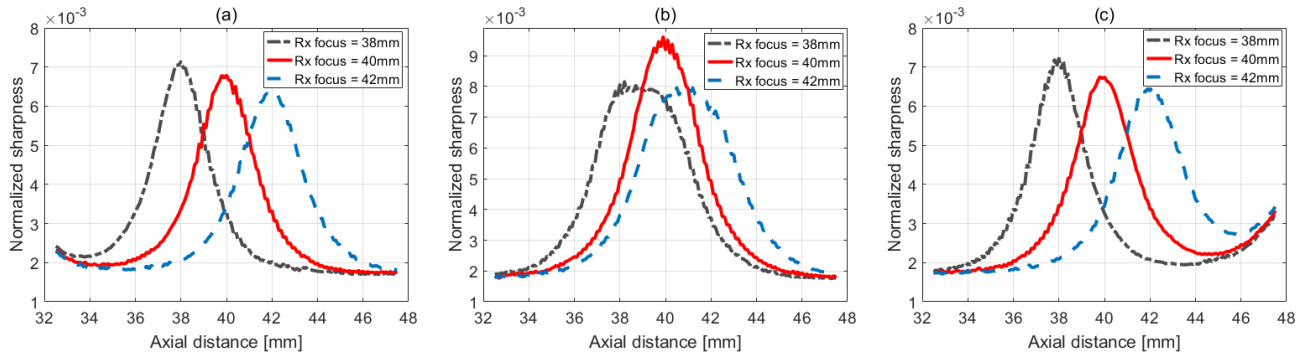 (a)
×10⁻³
Normalized sharpness
8
7
6
5
4
3
2
1
32 34 36 38 40 42 44 46 48
Axial distance [mm]
Rx focus = 38mm
Rx focus = 40mm
Rx focus = 42mm
(b)
×10⁻³
Normalized sharpness
9
8
7
6
5
4
3
2
1
32 34 36 38 40 42 44 46 48
Axial distance [mm]
Rx focus = 38mm
Rx focus = 40mm
Rx focus = 42mm
(c)
×10⁻³
Normalized sharpness
8
7
6
5
4
3
2
1
32 34 36 38 40 42 44 46 48
Axial distance [mm]
Rx focus = 38mm
Rx focus = 40mm
Rx focus = 42mm